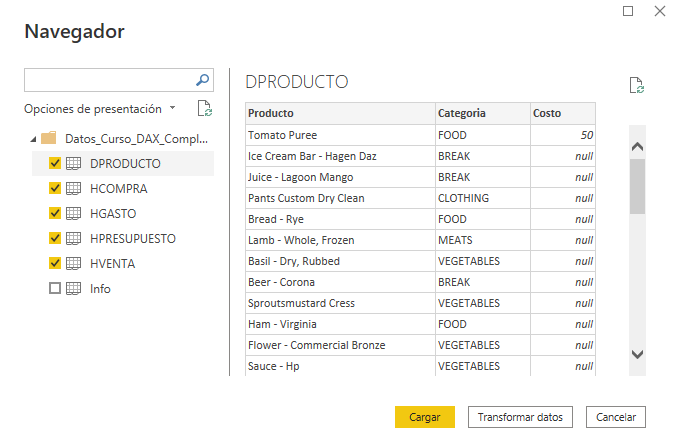 Navegador
Opciones de presentación
Datos_Curso_DAX_Compl...
DPRODUCTO
HCOMPRA
HGASTO
HPRESUPUESTO
HVENTA
Info
DPRODUCTO
Producto Categoria Costo
Tomato Puree FOOD 50
Ice Cream Bar - Hagen Daz BREAK null
Juice - Lagoon Mango BREAK null
Pants Custom Dry Clean CLOTHING null
Bread - Rye FOOD null
Lamb - Whole, Frozen MEATS null
Basil - Dry, Rubbed VEGETABLES null
Beer - Corona BREAK null
Sproutsmustard Cress VEGETABLES null
Ham - Virginia FOOD null
Flower - Commercial Bronze VEGETABLES null
Sauce - Hp VEGETABLES null
Cargar Transformar datos Cancelar